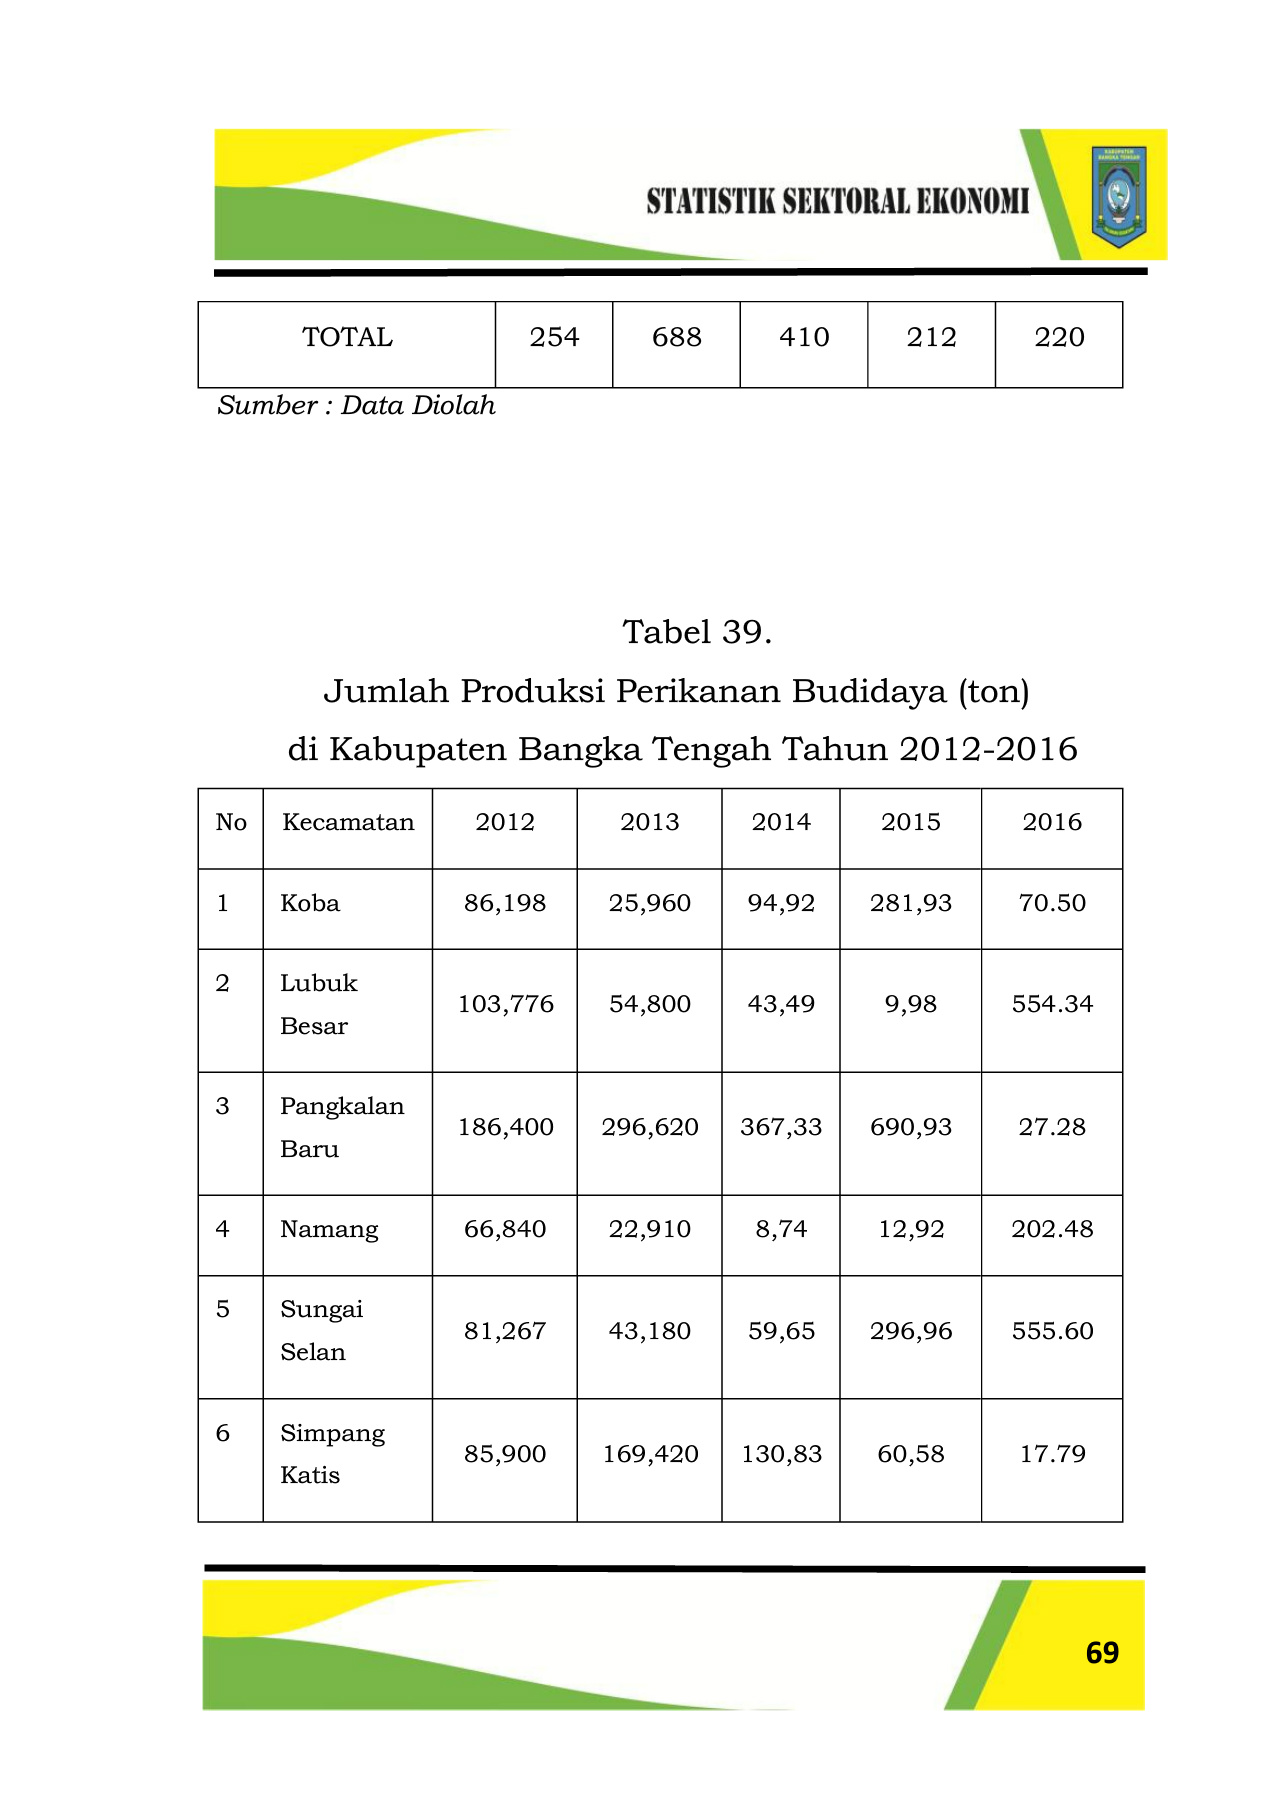 KABUPATEN
BANGKA TENGAH
STATISTIK SEKTORAL EKONOMI
TOTAL 254 688 410 212 220
Sumber : Data Diolah
Tabel 39.
Jumlah Produksi Perikanan Budidaya (ton)
di Kabupaten Bangka Tengah Tahun 2012-2016
No Kecamatan 2012 2013 2014 2015 2016
1 Koba 86,198 25,960 94,92 281,93 70.50
2 Lubuk
Besar 103,776 54,800 43,49 9,98 554.34
3 Pangkalan
Baru 186,400 296,620 367,33 690,93 27.28
4 Namang 66,840 22,910 8,74 12,92 202.48
5 Sungai
Selan 81,267 43,180 59,65 296,96 555.60
6 Simpang
Katis 85,900 169,420 130,83 60,58 17.79
69